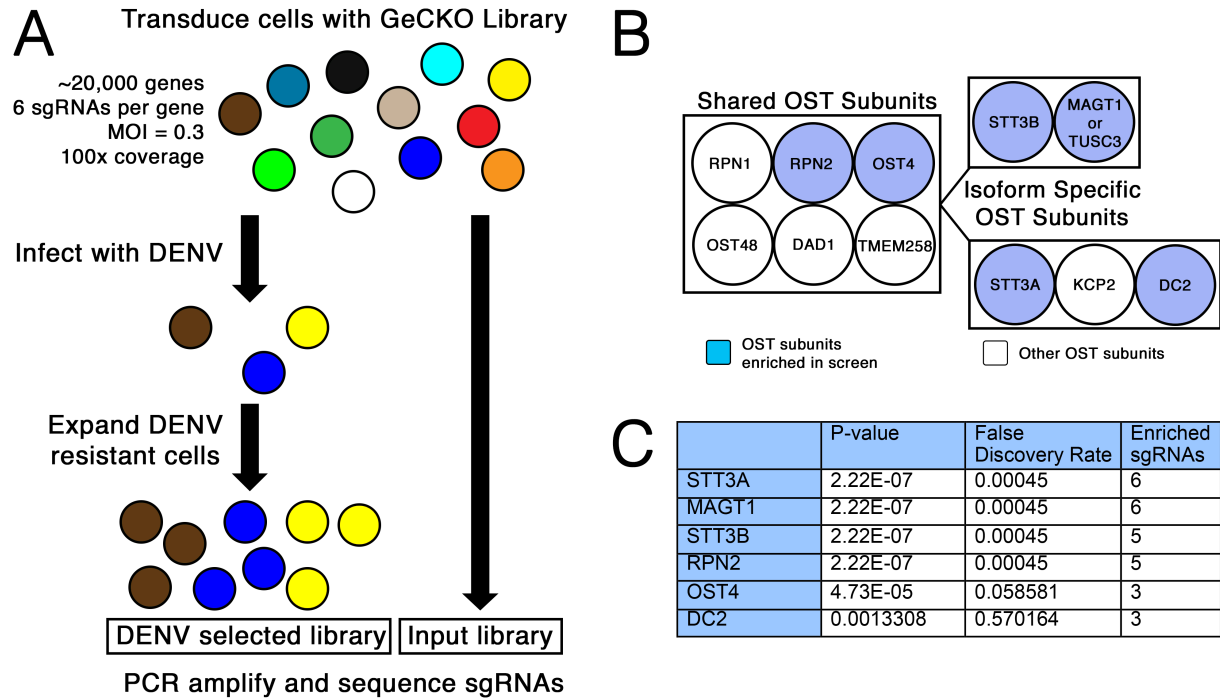 A
Transduce cells with GeCKO Library
~20,000 genes
6 sgRNAs per gene
MOI = 0.3
100x coverage
Infect with DENV
Expand DENV
resistant cells
DENV selected library
Input library
PCR amplify and sequence sgRNAs
B
Shared OST Subunits
RPN1
RPN2
OST4
OST48
DAD1
TMEM258
STT3B
MAGT1
or
TUSC3
Isoform Specific
OST Subunits
STT3A
KCP2
DC2
OST subunits
enriched in screen
Other OST subunits
C
P-value
False
Discovery Rate
Enriched
sgRNAs
STT3A 2.22E-07 0.00045 6
MAGT1 2.22E-07 0.00045 6
STT3B 2.22E-07 0.00045 5
RPN2 2.22E-07 0.00045 5
OST4 4.73E-05 0.058581 3
DC2 0.0013308 0.570164 3